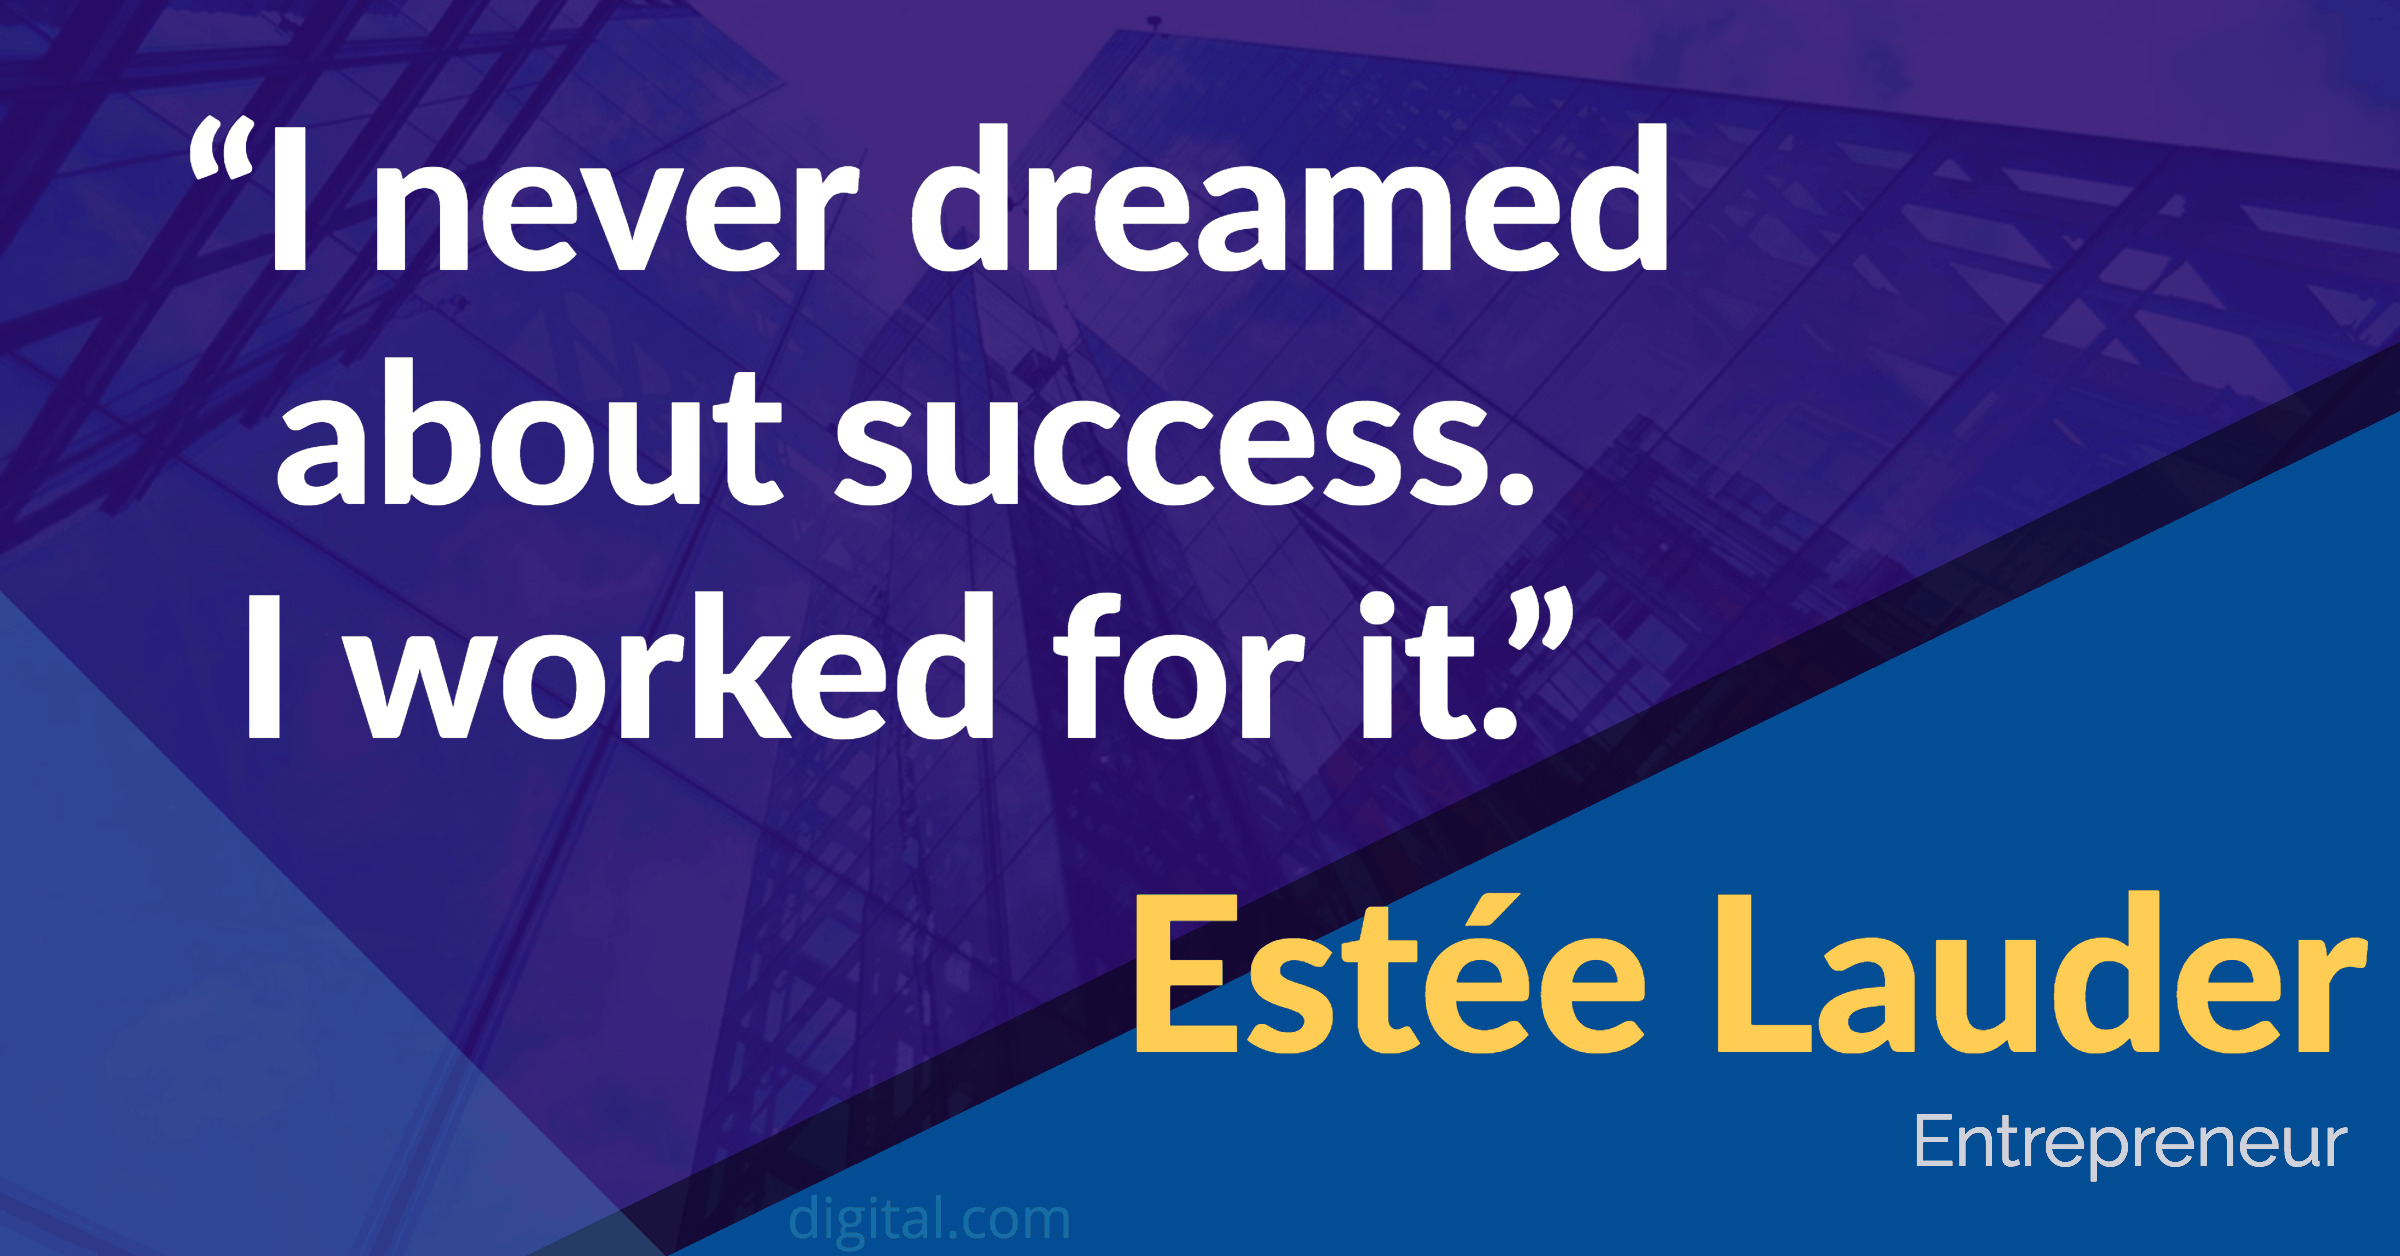 “I never dreamed
about success.
I worked for it.”
Estée Lauder
Entrepreneur
digital.com